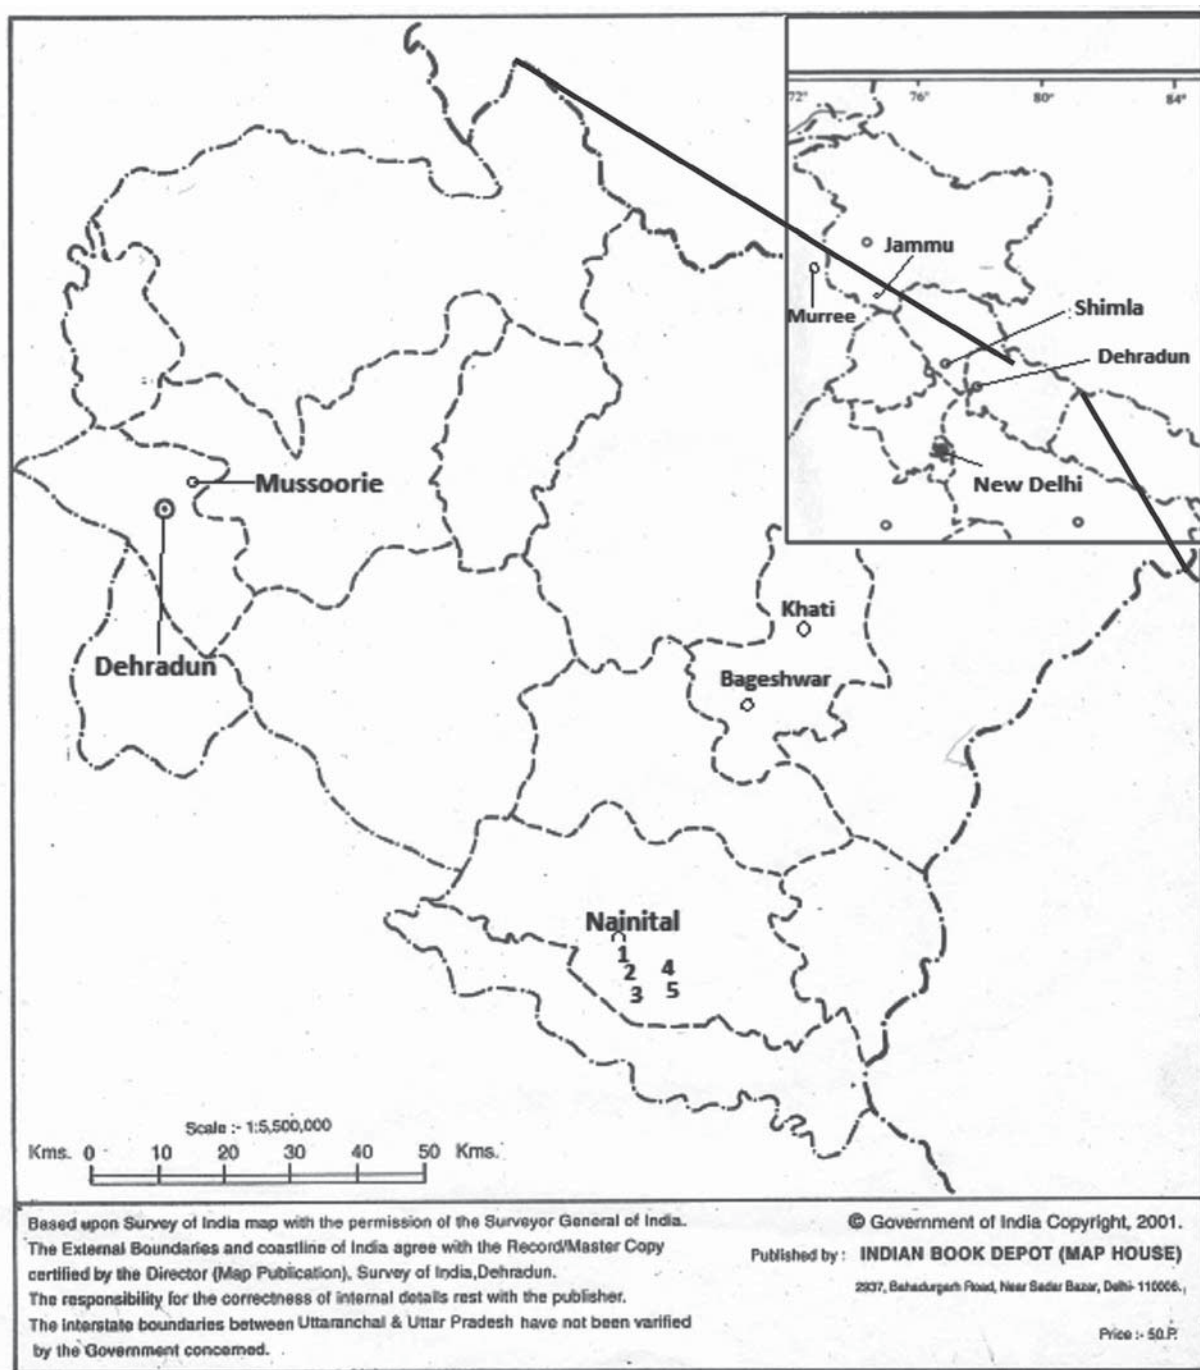 72° 76° 80° 84°
Jammu
Murree
Shimla
Dehradun
New Delhi
Mussoorie
Dehradun
Khati
Bageshwar
Nainital
1
2 4
3 5
Scale :- 1:5,500,000
Kms. 0 10 20 30 40 50 Kms.
Based upon Survey of India map with the permission of the Surveyor General of India.
The External Boundaries and coastline of India agree with the Record/Master Copy
certified by the Director (Map Publication), Survey of India,Dehradun.
The responsibility for the correctness of internal details rest with the publisher.
The interstate boundaries between Uttaranchal & Uttar Pradesh have not been varified
by the Government concerned.
© Government of India Copyright, 2001.
Published by : INDIAN BOOK DEPOT (MAP HOUSE)
2937, Bahadurgarh Road, Near Sadar Bazar, Delhi- 110006.
Price :- 50.P.